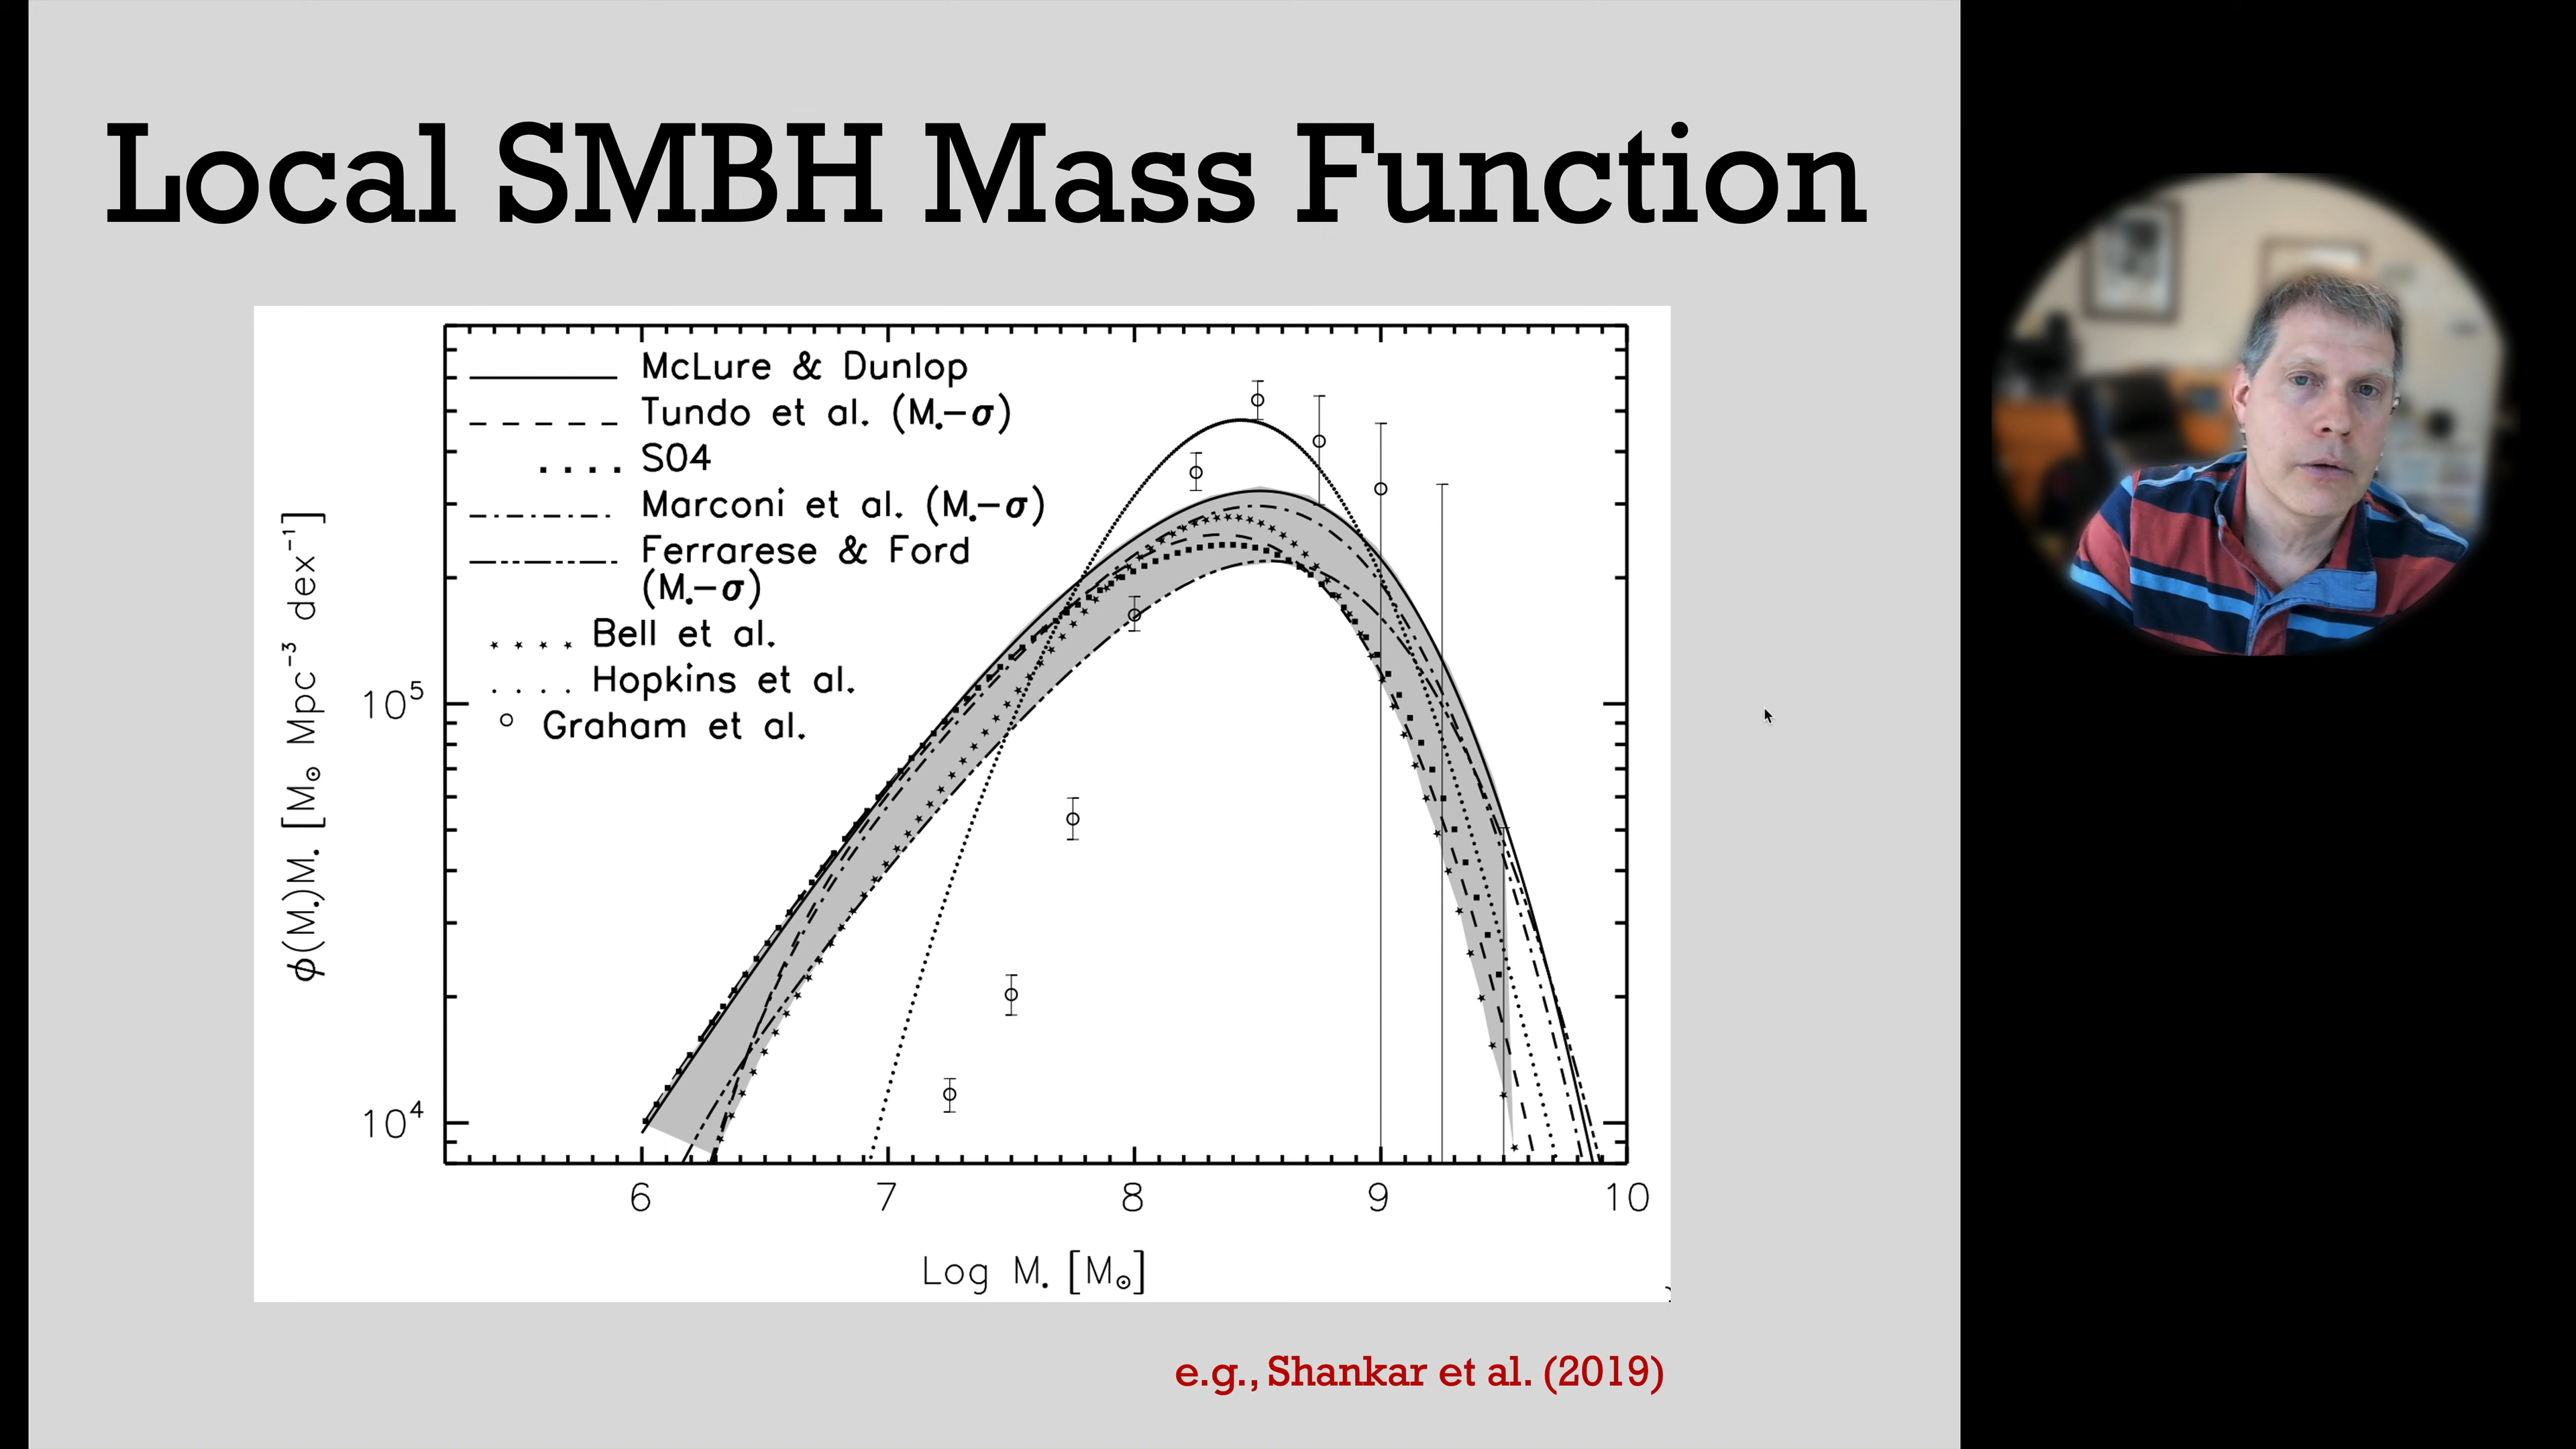 Local SMBH Mass Function
McLure & Dunlop
Tundo et al. (M•−σ)
S04
Marconi et al. (M•−σ)
Ferrarese & Ford
(M•−σ)
Bell et al.
Hopkins et al.
Graham et al.
ϕ(M•)M• [M⊙ Mpc⁻³ dex⁻¹]
10⁵
10⁴
6 7 8 9 10
Log M• [M⊙]
e.g., Shankar et al. (2019)